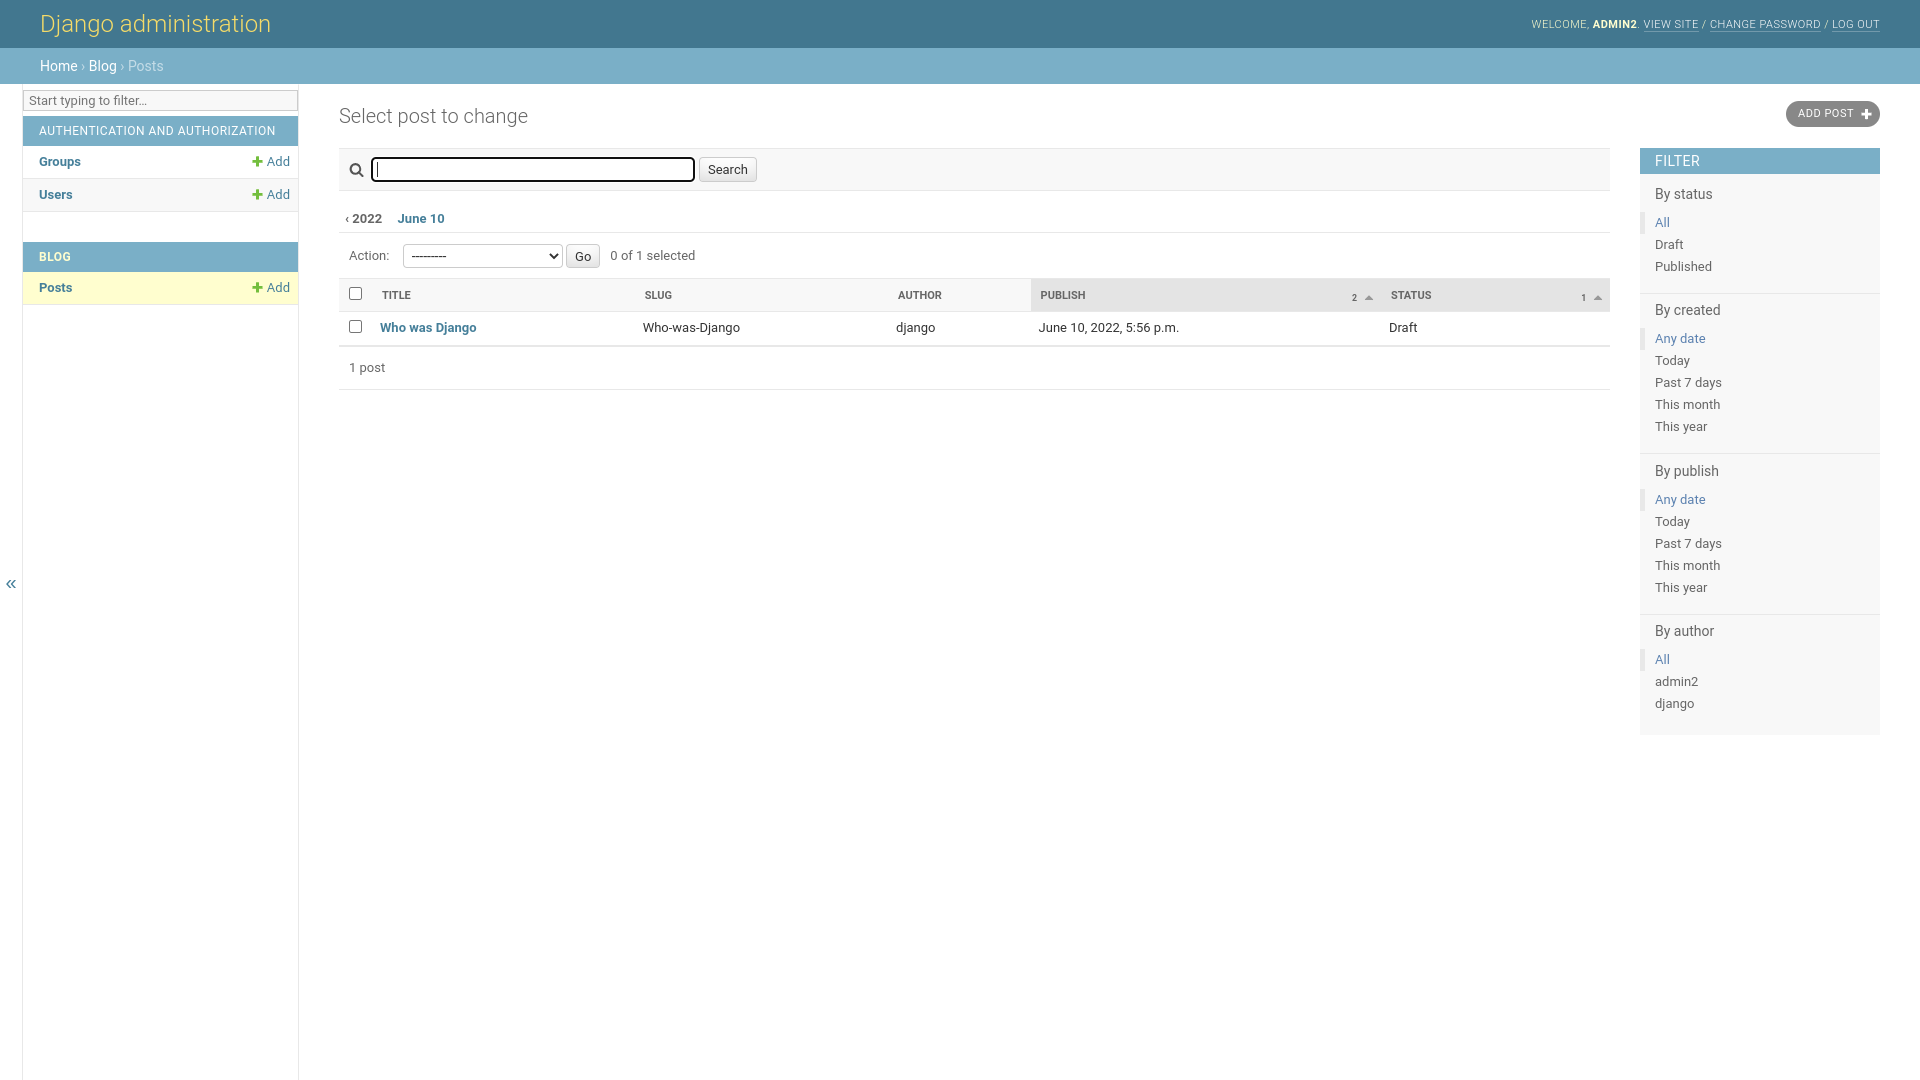 Django administration
WELCOME, ADMIN2. VIEW SITE / CHANGE PASSWORD / LOG OUT
Home › Blog › Posts
Start typing to filter...
AUTHENTICATION AND AUTHORIZATION
Groups + Add
Users + Add
BLOG
Posts + Add
«
Select post to change
ADD POST +
Search
‹ 2022 June 10
Action: --------- Go 0 of 1 selected
TITLE SLUG AUTHOR PUBLISH 2 STATUS 1
Who was Django Who-was-Django django June 10, 2022, 5:56 p.m. Draft
1 post
FILTER
By status
All
Draft
Published
By created
Any date
Today
Past 7 days
This month
This year
By publish
Any date
Today
Past 7 days
This month
This year
By author
All
admin2
django